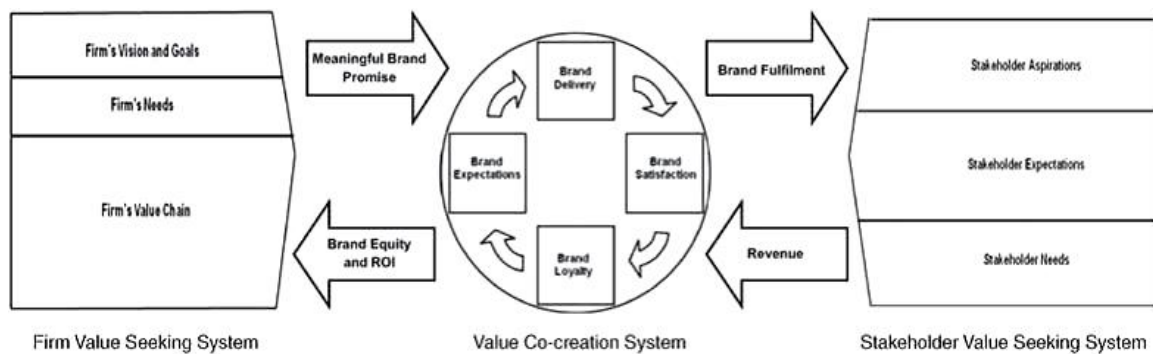 Firm's Vision and Goals
Firm's Needs
Firm's Value Chain
Meaningful Brand
Promise
Brand Equity
and ROI
Brand
Delivery
Brand
Expectations
Brand
Satisfaction
Brand
Loyalty
Brand Fulfilment
Revenue
Stakeholder Aspirations
Stakeholder Expectations
Stakeholder Needs
Firm Value Seeking System
Value Co-creation System
Stakeholder Value Seeking System